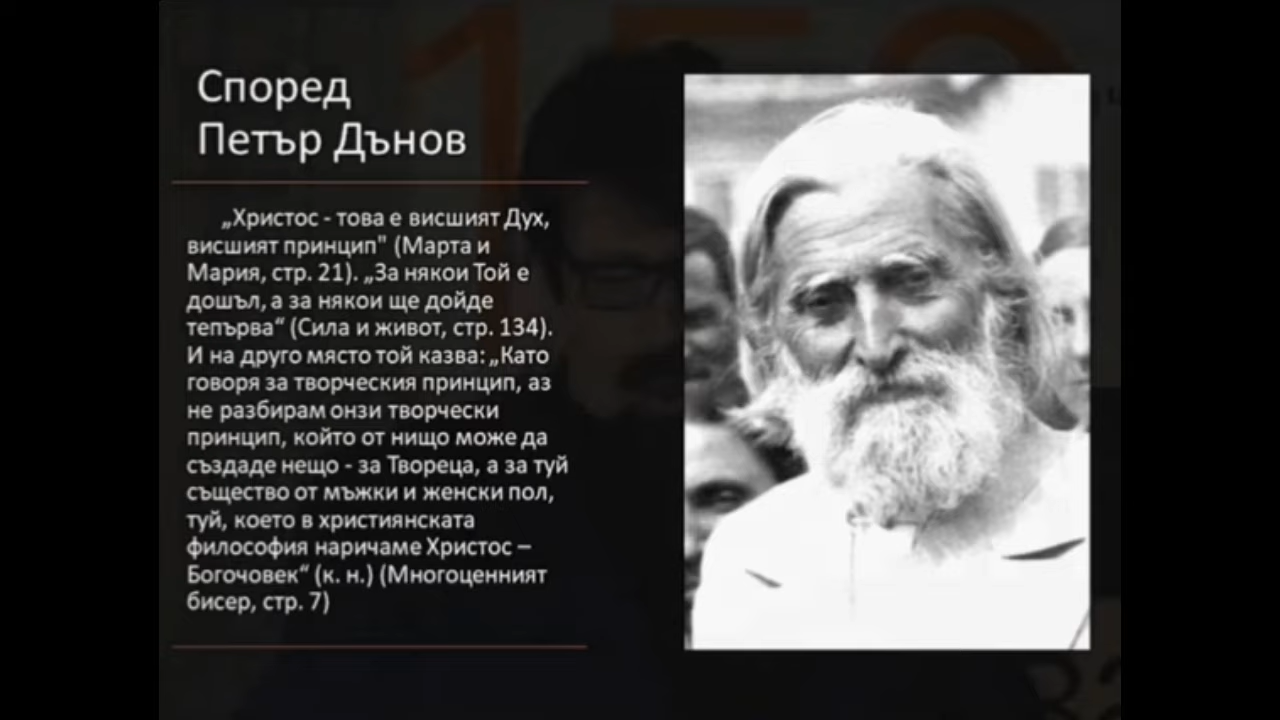 Според
Петър Дънов
„Христос - това е висшият Дух,
висшият принцип" (Марта и
Мария, стр. 21). „За някои Той е
дошъл, а за някои ще дойде
тепърва“ (Сила и живот, стр. 134).
И на друго място той казва: „Като
говоря за творческия принцип, аз
не разбирам онзи творчески
принцип, който от нищо може да
създаде нещо - за Твореца, а за туй
същество от мъжки и женски пол,
туй, което в християнската
философия наричаме Христос –
Богочовек“ (к. н.) (Многоценният
бисер, стр. 7)